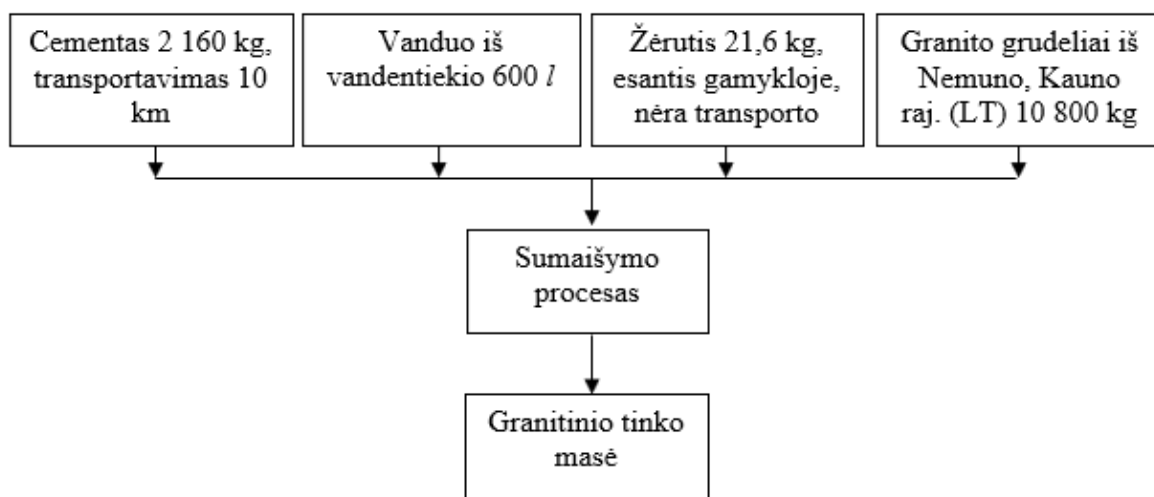 Cementas 2 160 kg,
transportavimas 10
km
Vanduo iš
vandentiekio 600 l
Žėrutis 21,6 kg,
esantis gamykloje,
nėra transporto
Granito grudeliai iš
Nemuno, Kauno
raj. (LT) 10 800 kg
Sumaišymo
procesas
Granitinio tinko
masė